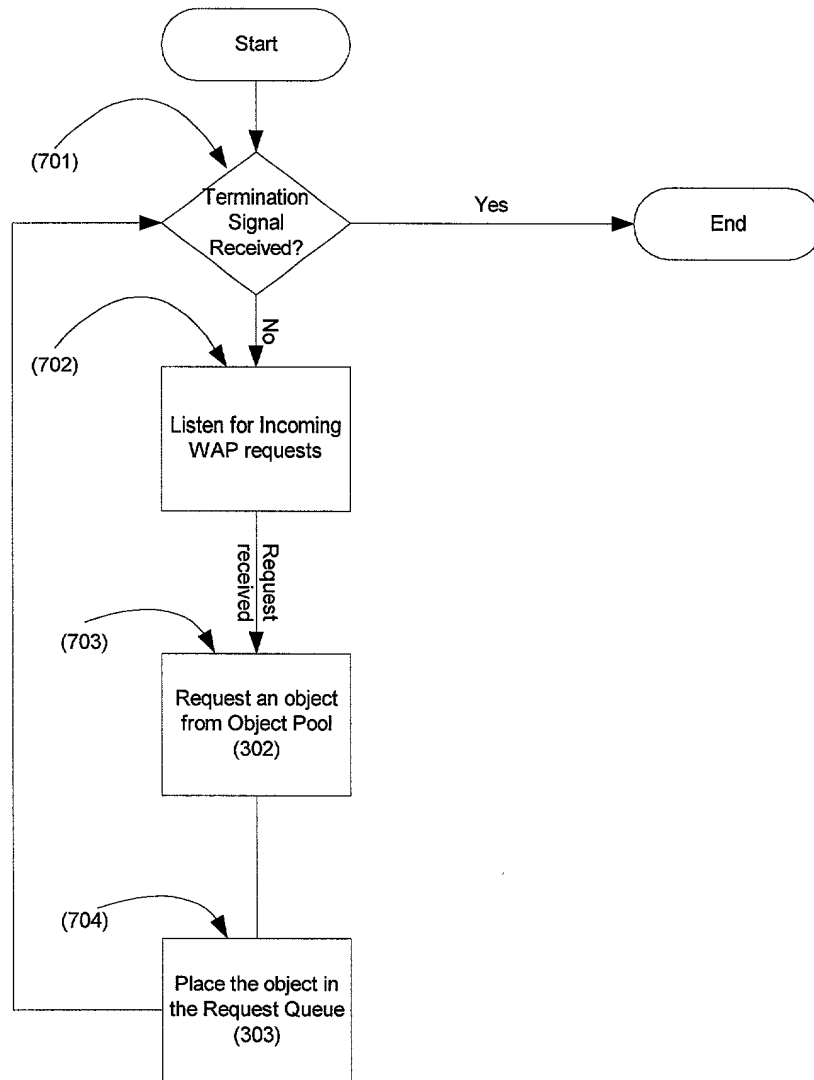 Start
(701)
Termination
Signal
Received?
Yes
End
No
(702)
Listen for Incoming
WAP requests
Request
received
(703)
Request an object
from Object Pool
(302)
(704)
Place the object in
the Request Queue
(303)